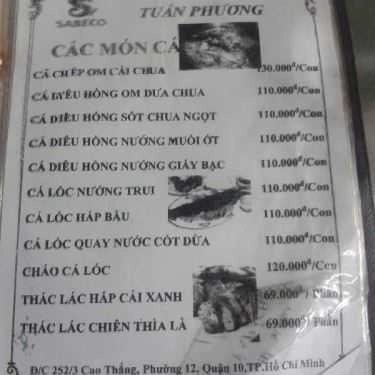 SABECO
TUẤN PHƯƠNG
CÁC MÓN CÁ
CÁ CHÉP OM CẢI CHUA 130.000đ/Con
CÁ ĐIÊU HỒNG OM DƯA CHUA 110.000đ/Con
CÁ DIÊU HỒNG SỐT CHUA NGỌT 110.000đ/Con
CÁ DIÊU HỒNG NƯỚNG MUỐI ỚT 110.000đ/Con
CÁ DIÊU HỒNG NƯỚNG GIẤY BẠC 110.000đ/Con
CÁ LÓC NƯỚNG TRUI 110.000đ/Con
CÁ LÓC HẤP BẦU 110.000đ/Con
CÁ LÓC QUAY NƯỚC CỐT DỪA 110.000đ/Con
CHÁO CÁ LÓC 120.000đ/Con
THÁC LÁC HẤP CẢI XANH 69.000đ/Phần
THÁC LÁC CHIÊN THÌA LÀ 69.000đ/Phần
Đ/C 252/3 Cao Thắng, Phường 12, Quận 10,TP.Hồ Chí Minh